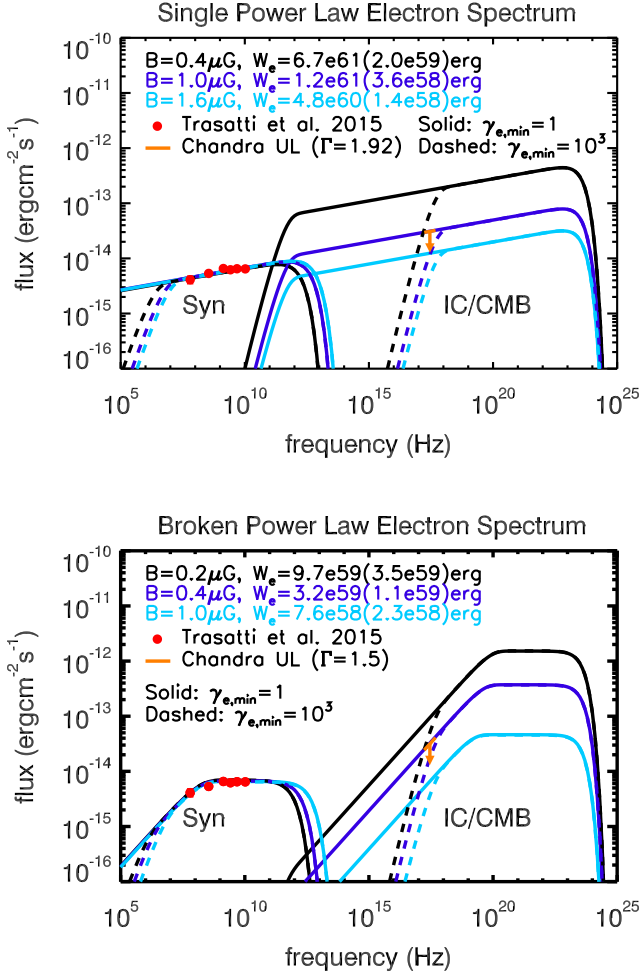 Single Power Law Electron Spectrum
10⁻¹⁰
10⁻¹¹
10⁻¹²
10⁻¹³
10⁻¹⁴
10⁻¹⁵
10⁻¹⁶
flux (ergcm⁻²s⁻¹)
B=0.4μG, Wₑ=6.7e61(2.0e59)erg
B=1.0μG, Wₑ=1.2e61(3.6e58)erg
B=1.6μG, Wₑ=4.8e60(1.4e58)erg
Trasatti et al. 2015 Solid: γe,min=1
Chandra UL (Γ=1.92) Dashed: γe,min=10³
Syn
IC/CMB
10⁵ 10¹⁰ 10¹⁵ 10²⁰ 10²⁵
frequency (Hz)
Broken Power Law Electron Spectrum
10⁻¹⁰
10⁻¹¹
10⁻¹²
10⁻¹³
10⁻¹⁴
10⁻¹⁵
10⁻¹⁶
flux (ergcm⁻²s⁻¹)
B=0.2μG, Wₑ=9.7e59(3.5e59)erg
B=0.4μG, Wₑ=3.2e59(1.1e59)erg
B=1.0μG, Wₑ=7.6e58(2.3e58)erg
Trasatti et al. 2015
Chandra UL (Γ=1.5)
Solid: γe,min=1
Dashed: γe,min=10³
Syn
IC/CMB
10⁵ 10¹⁰ 10¹⁵ 10²⁰ 10²⁵
frequency (Hz)